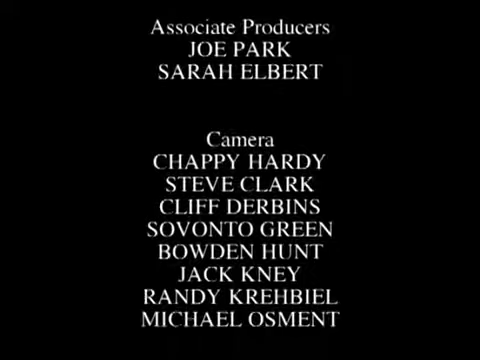 Associate Producers
JOE PARK
SARAH ELBERT
Camera
CHAPPY HARDY
STEVE CLARK
CLIFF DERBINS
SOVONTO GREEN
BOWDEN HUNT
JACK KNEY
RANDY KREHBIEL
MICHAEL OSMENT